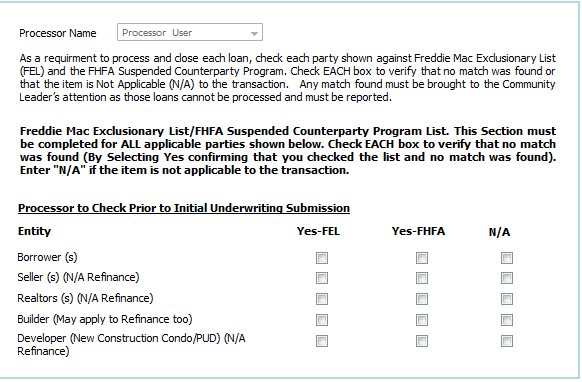 Processor Name Processor User
As a requirment to process and close each loan, check each party shown against Freddie Mac Exclusionary List
(FEL) and the FHFA Suspended Counterparty Program. Check EACH box to verify that no match was found or
that the item is Not Applicable (N/A) to the transaction. Any match found must be brought to the Community
Leader's attention as those loans cannot be processed and must be reported.
Freddie Mac Exclusionary List/FHFA Suspended Counterparty Program List. This Section must
be completed for ALL applicable parties shown below. Check EACH box to verify that no match
was found (By Selecting Yes confirming that you checked the list and no match was found).
Enter "N/A" if the item is not applicable to the transaction.
Processor to Check Prior to Initial Underwriting Submission
Entity Yes-FEL Yes-FHFA N/A
Borrower (s)
Seller (s) (N/A Refinance)
Realtors (s) (N/A Refinance)
Builder (May apply to Refinance too)
Developer (New Construction Condo/PUD) (N/A
Refinance)